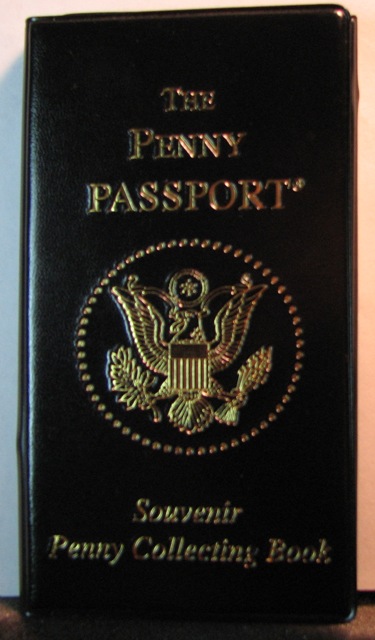 THE
PENNY
PASSPORT®
Souvenir
Penny Collecting Book